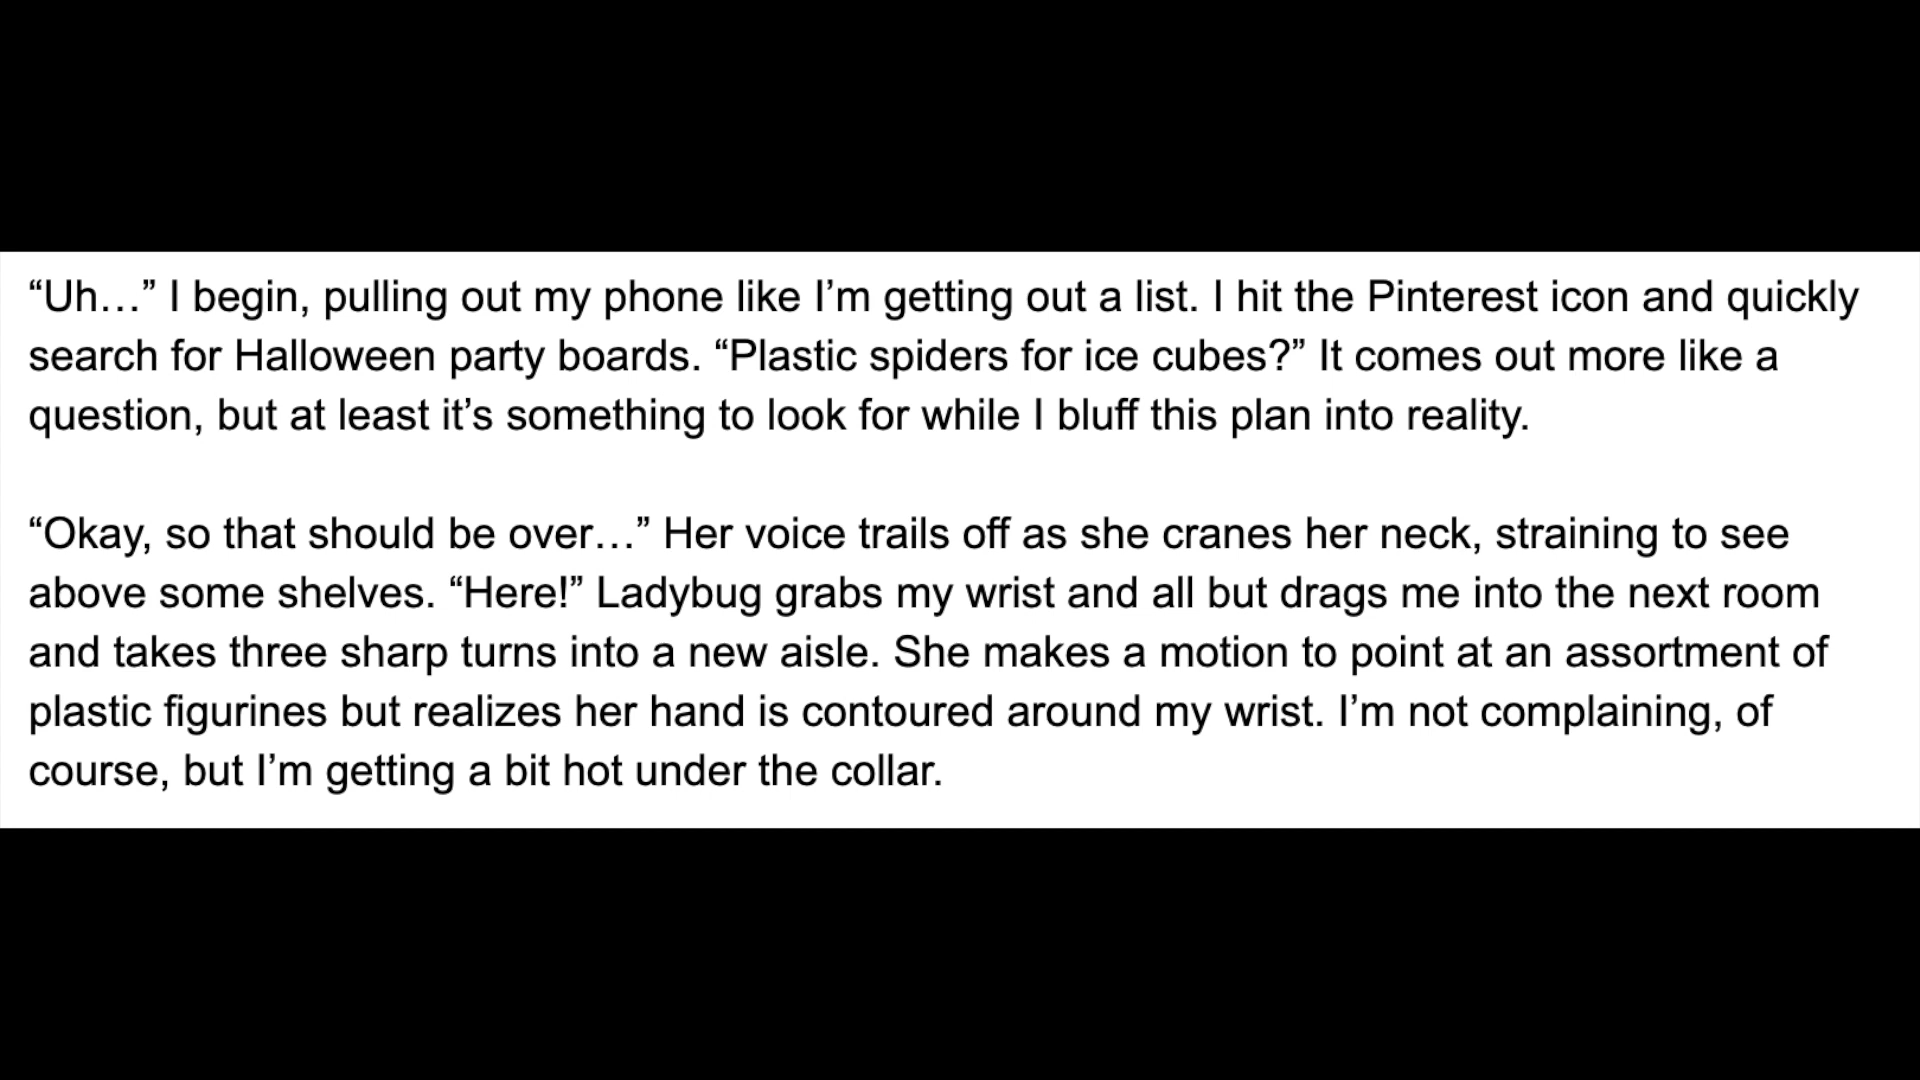 “Uh…” I begin, pulling out my phone like I’m getting out a list. I hit the Pinterest icon and quickly
search for Halloween party boards. “Plastic spiders for ice cubes?” It comes out more like a
question, but at least it’s something to look for while I bluff this plan into reality.
“Okay, so that should be over…” Her voice trails off as she cranes her neck, straining to see
above some shelves. “Here!” Ladybug grabs my wrist and all but drags me into the next room
and takes three sharp turns into a new aisle. She makes a motion to point at an assortment of
plastic figurines but realizes her hand is contoured around my wrist. I’m not complaining, of
course, but I’m getting a bit hot under the collar.